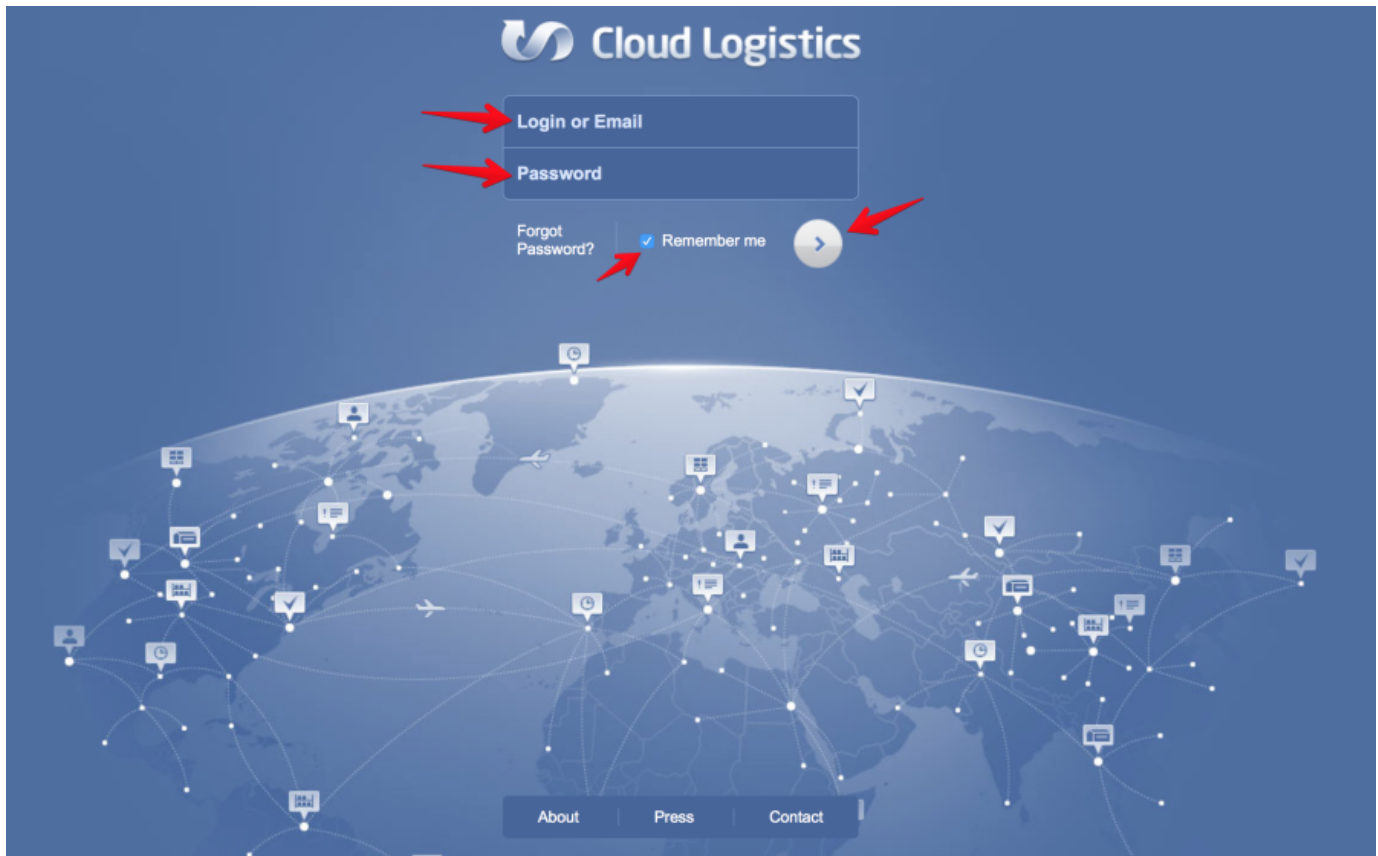 Cloud Logistics
Login or Email
Password
Forgot
Password?
Remember me
About
Press
Contact